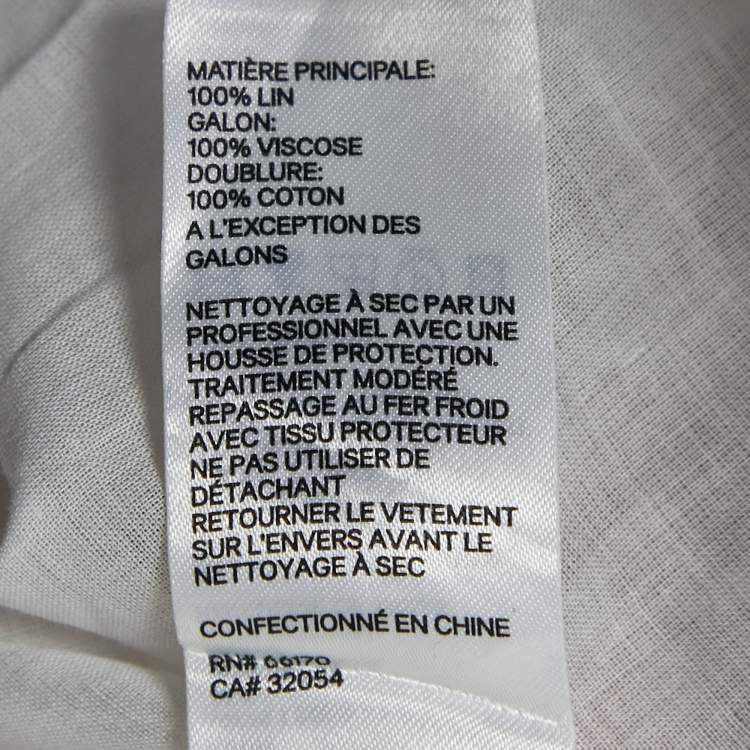 MATIÈRE PRINCIPALE:
100% LIN
GALON:
100% VISCOSE
DOUBLURE:
100% COTON
A L'EXCEPTION DES
GALONS
NETTOYAGE À SEC PAR UN
PROFESSIONNEL AVEC UNE
HOUSSE DE PROTECTION.
TRAITEMENT MODÉRÉ
REPASSAGE AU FER FROID
AVEC TISSU PROTECTEUR
NE PAS UTILISER DE
DÉTACHANT
RETOURNER LE VETEMENT
SUR L'ENVERS AVANT LE
NETTOYAGE À SEC
CONFECTIONNÉ EN CHINE
RN#
CA# 32054